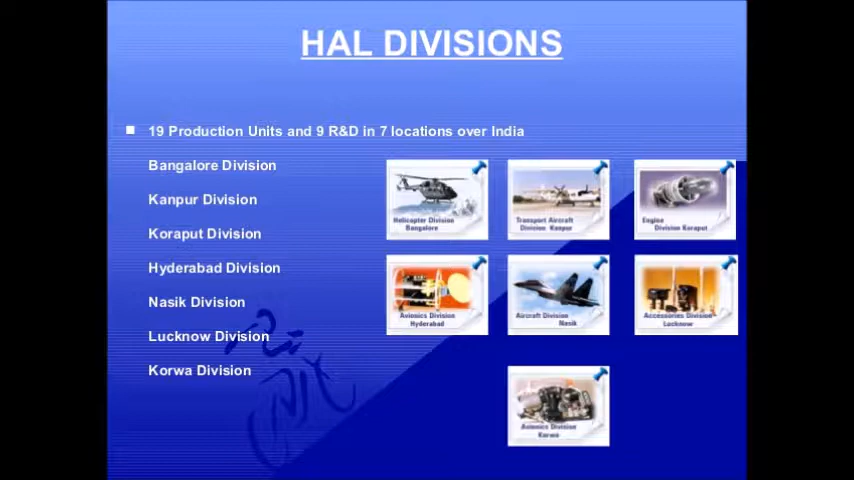 HAL DIVISIONS
19 Production Units and 9 R&D in 7 locations over India
Bangalore Division
Kanpur Division
Koraput Division
Hyderabad Division
Nasik Division
Lucknow Division
Korwa Division
Helicopter Division
Bangalore
Transport Aircraft
Division Kanpur
Engine
Division Koraput
Avionics Division
Hyderabad
Aircraft Division
Nasik
Accessories Division
Lucknow
Avionics Division
Korwa